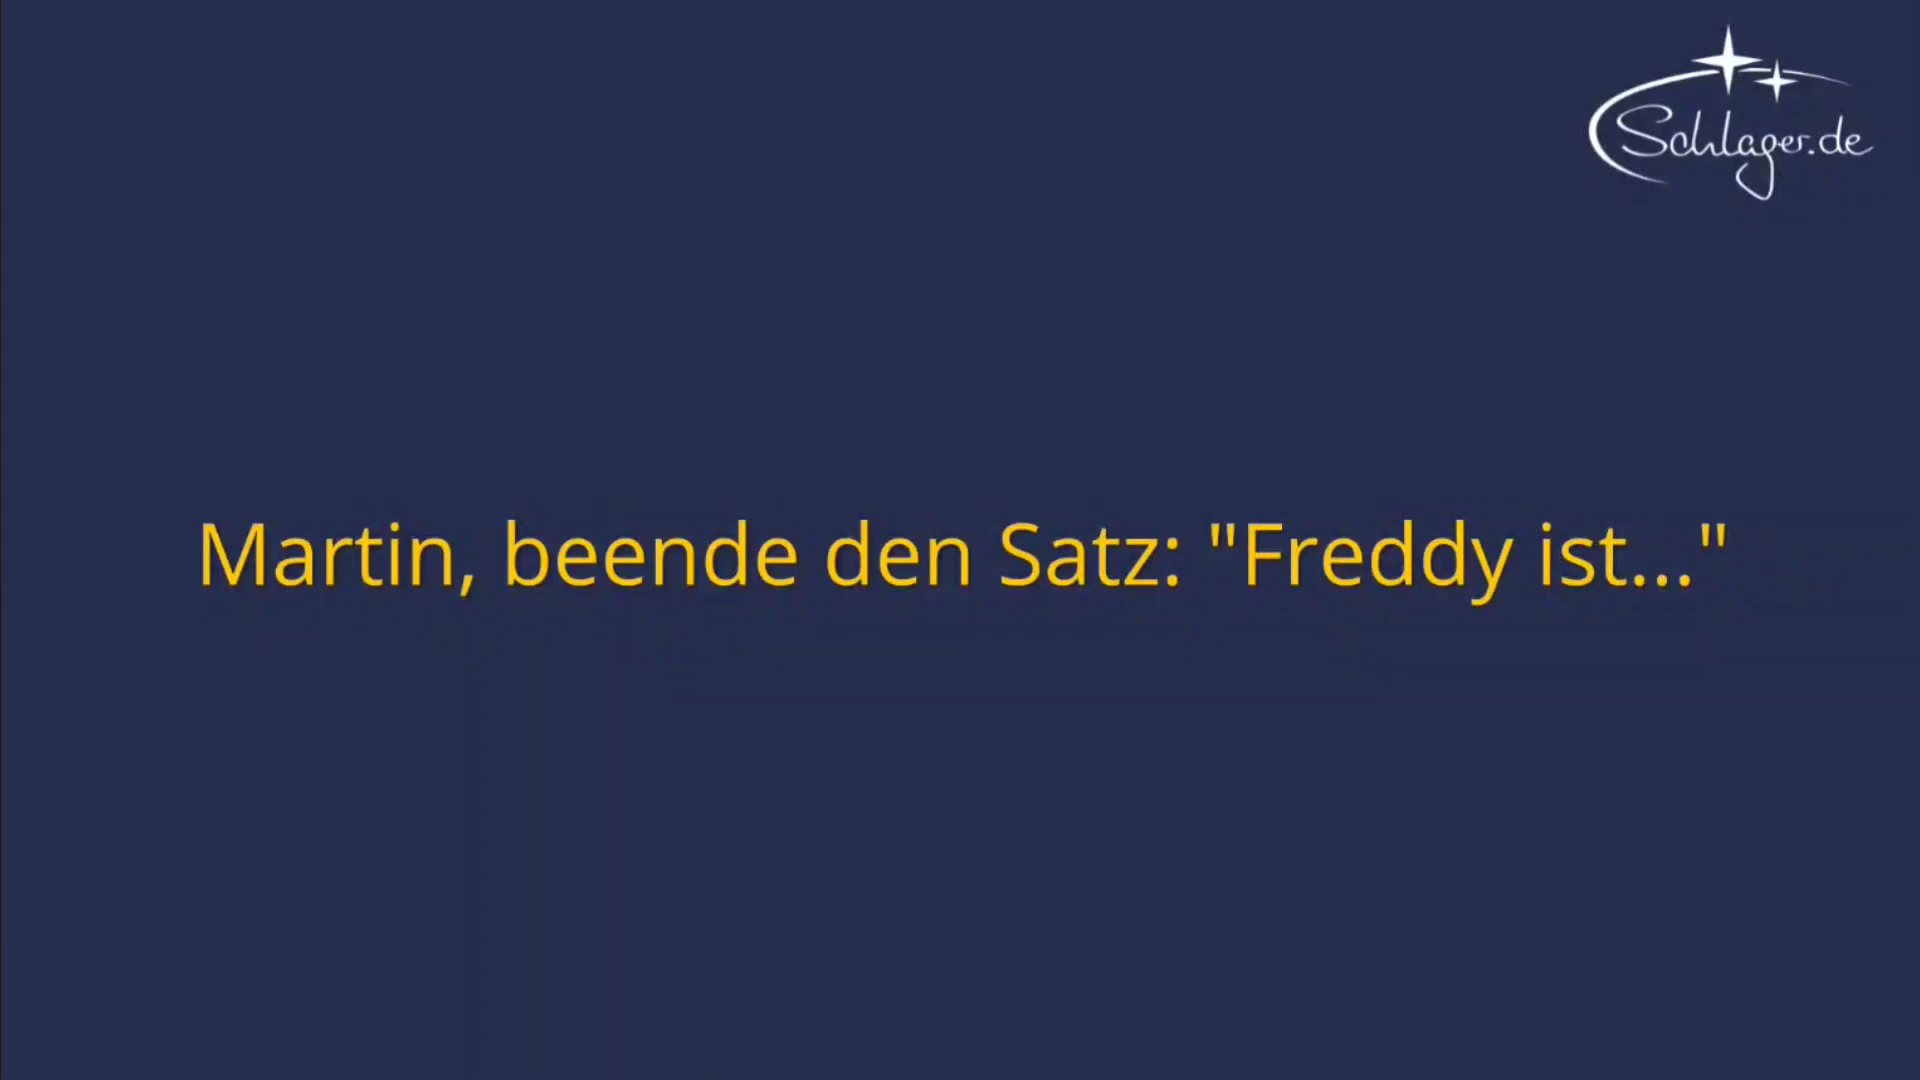 Schlager.de
Martin, beende den Satz: "Freddy ist..."